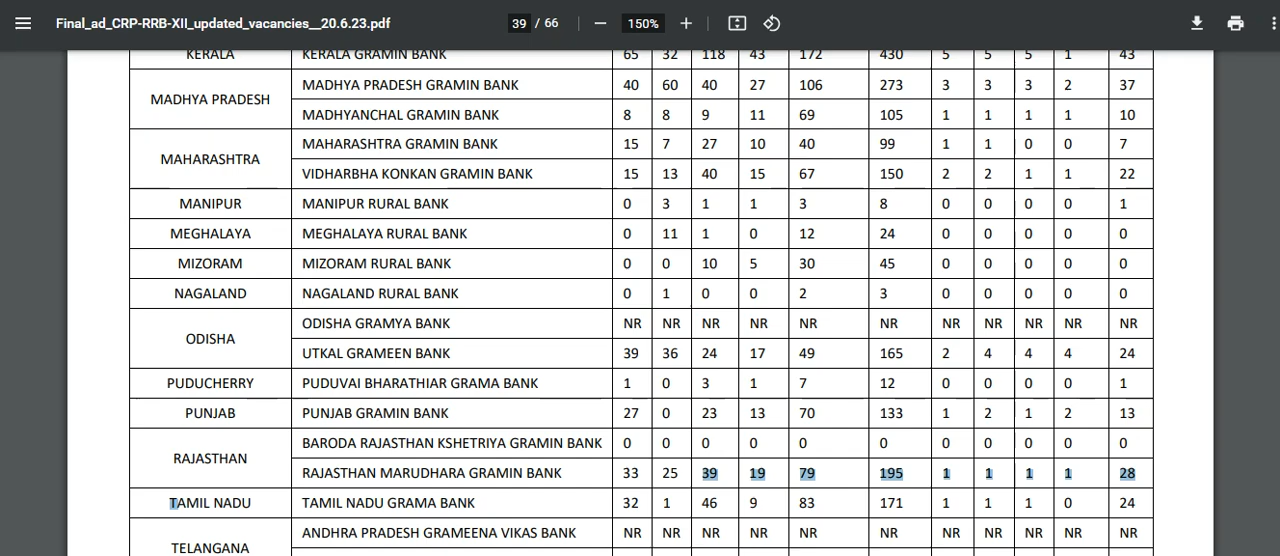 Final_ad_CRP-RRB-XII_updated_vacancies__20.6.23.pdf 39 / 66 150%
KERALA KERALA GRAMIN BANK 65 32 118 43 172 430 5 5 5 1 43
MADHYA PRADESH MADHYA PRADESH GRAMIN BANK 40 60 40 27 106 273 3 3 3 2 37
MADHYANCHAL GRAMIN BANK 8 8 9 11 69 105 1 1 1 1 10
MAHARASHTRA MAHARASHTRA GRAMIN BANK 15 7 27 10 40 99 1 1 0 0 7
VIDHARBHA KONKAN GRAMIN BANK 15 13 40 15 67 150 2 2 1 1 22
MANIPUR MANIPUR RURAL BANK 0 3 1 1 3 8 0 0 0 0 1
MEGHALAYA MEGHALAYA RURAL BANK 0 11 1 0 12 24 0 0 0 0 0
MIZORAM MIZORAM RURAL BANK 0 0 10 5 30 45 0 0 0 0 0
NAGALAND NAGALAND RURAL BANK 0 1 0 0 2 3 0 0 0 0 0
ODISHA ODISHA GRAMYA BANK NR NR NR NR NR NR NR NR NR NR NR
UTKAL GRAMEEN BANK 39 36 24 17 49 165 2 4 4 4 24
PUDUCHERRY PUDUVAI BHARATHIAR GRAMA BANK 1 0 3 1 7 12 0 0 0 0 1
PUNJAB PUNJAB GRAMIN BANK 27 0 23 13 70 133 1 2 1 2 13
RAJASTHAN BARODA RAJASTHAN KSHETRIYA GRAMIN BANK 0 0 0 0 0 0 0 0 0 0 0
RAJASTHAN MARUDHARA GRAMIN BANK 33 25 39 19 79 195 1 1 1 1 28
TAMIL NADU TAMIL NADU GRAMA BANK 32 1 46 9 83 171 1 1 1 0 24
TELANGANA ANDHRA PRADESH GRAMEENA VIKAS BANK NR NR NR NR NR NR NR NR NR NR NR